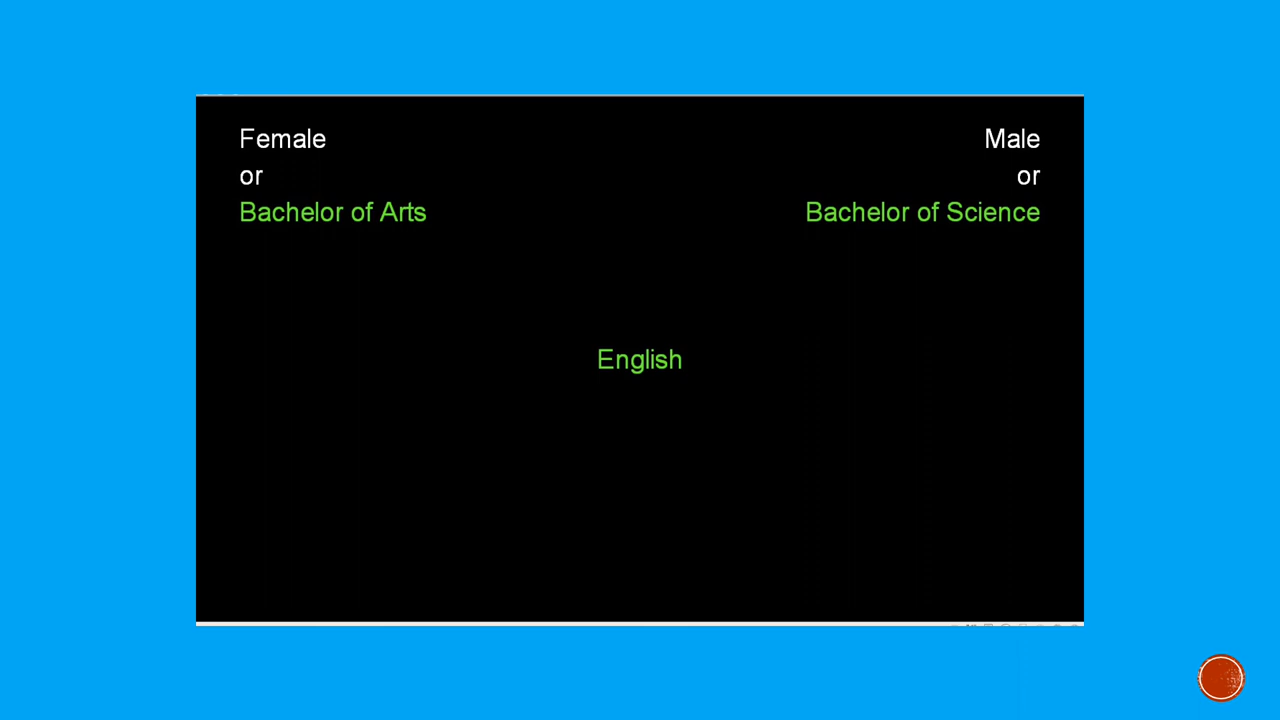 Female
or
Bachelor of Arts
Male
or
Bachelor of Science
English